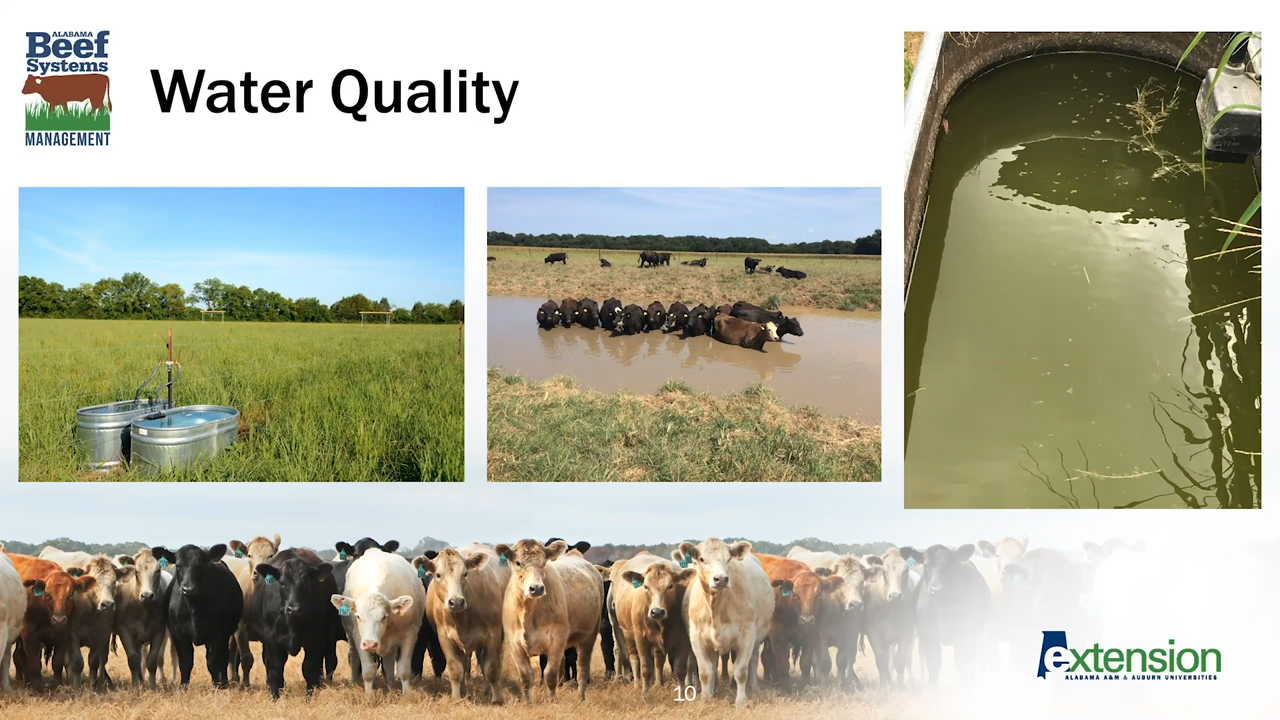 ALABAMA
Beef
Systems
MANAGEMENT
Water Quality
10
extension
ALABAMA A&M & AUBURN UNIVERSITIES